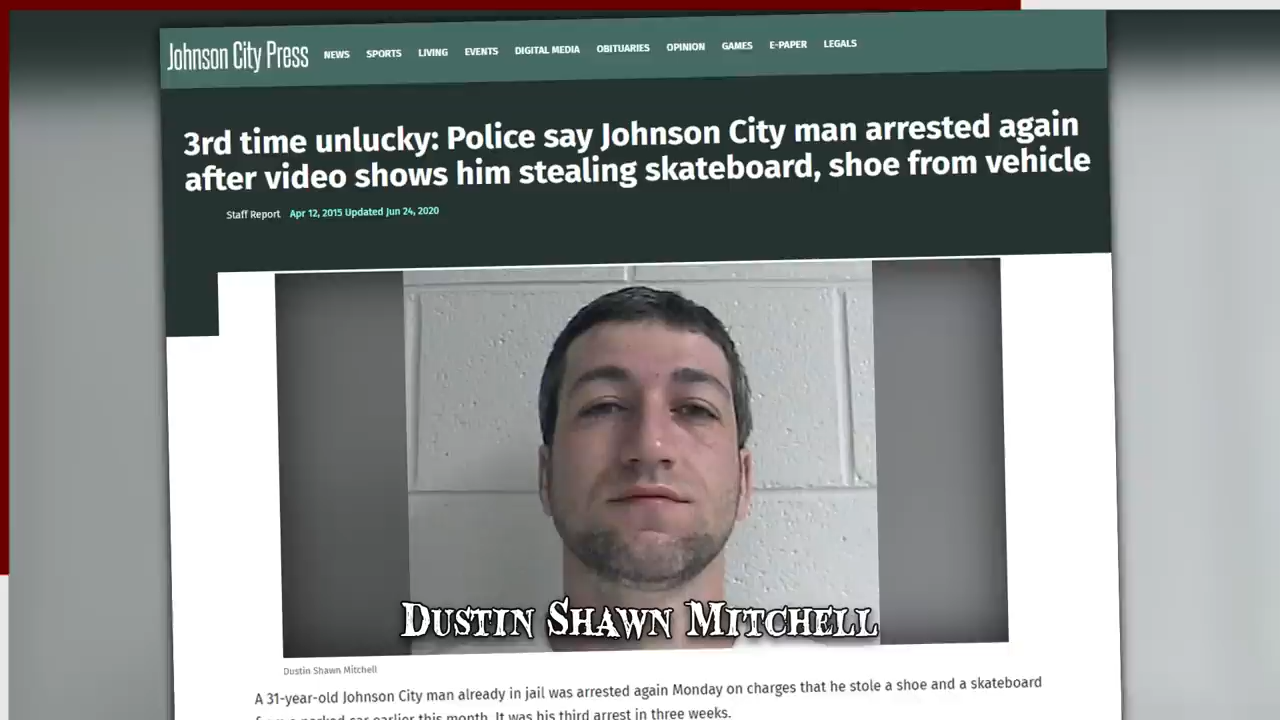 Johnson City Press NEWS SPORTS LIVING EVENTS DIGITAL MEDIA OBITUARIES OPINION GAMES E-PAPER LEGALS
3rd time unlucky: Police say Johnson City man arrested again
after video shows him stealing skateboard, shoe from vehicle
Staff Report Apr 12, 2015 Updated Jun 24, 2020
Dustin Shawn Mitchell
Dustin Shawn Mitchell
A 31-year-old Johnson City man already in jail was arrested again Monday on charges that he stole a shoe and a skateboard
from a parked car earlier this month. It was his third arrest in three weeks.